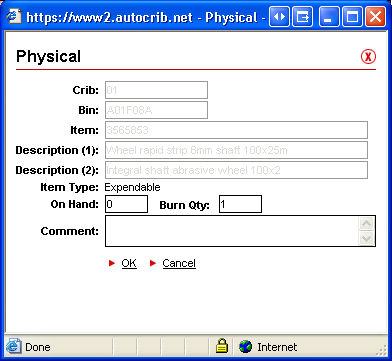 https://www2.autocrib.net - Physical -
Physical
Crib: 01
Bin: A01F08A
Item: 3565853
Description (1): Wheel rapid strip 6mm shaft 100x25m
Description (2): Integral shaft abrasive wheel 100x2
Item Type: Expendable
On Hand: 0 Burn Qty: 1
Comment:
OK Cancel
Done Internet